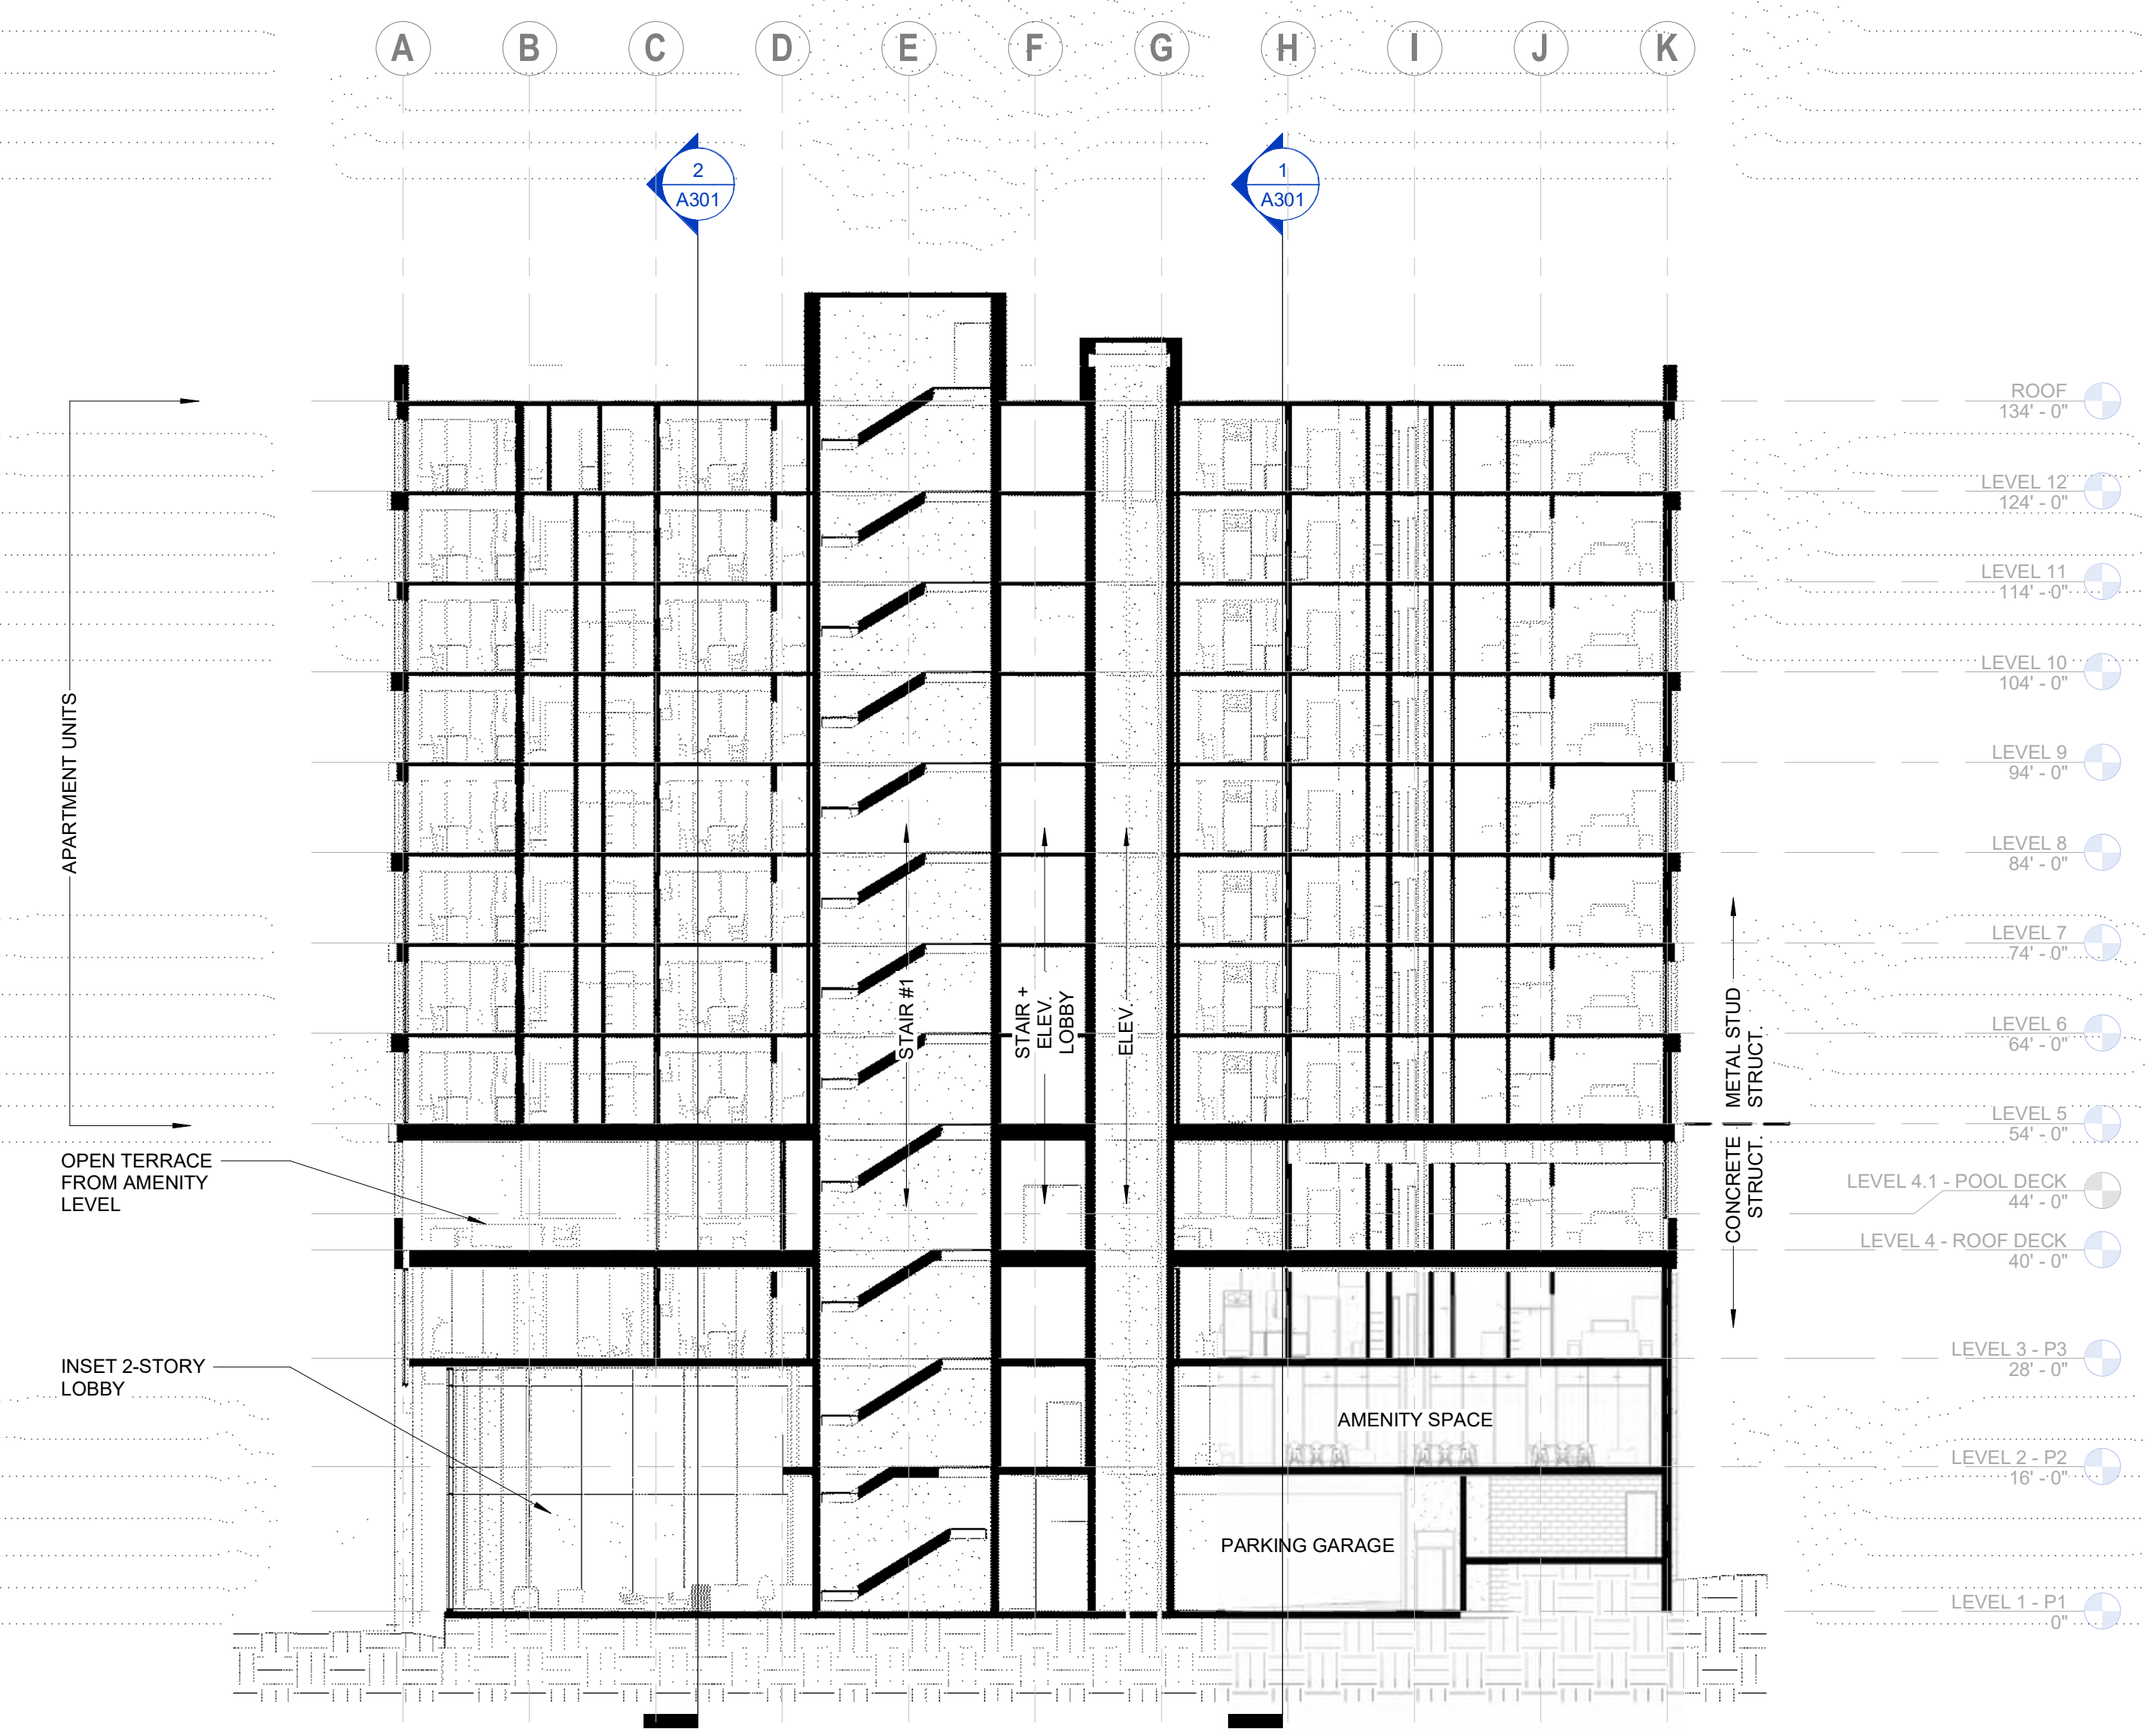 A B C D E F G H I J K
2
A301
1
A301
ROOF
134' - 0"
LEVEL 12
124' - 0"
LEVEL 11
114' - 0"
LEVEL 10
104' - 0"
LEVEL 9
94' - 0"
LEVEL 8
84' - 0"
LEVEL 7
74' - 0"
LEVEL 6
64' - 0"
LEVEL 5
54' - 0"
LEVEL 4.1 - POOL DECK
44' - 0"
LEVEL 4 - ROOF DECK
40' - 0"
LEVEL 3 - P3
28' - 0"
LEVEL 2 - P2
16' - 0"
LEVEL 1 - P1
0"
APARTMENT UNITS
OPEN TERRACE
FROM AMENITY
LEVEL
INSET 2-STORY
LOBBY
STAIR #1
STAIR +
ELEV.
LOBBY
ELEV.
METAL STUD
STRUCT.
CONCRETE
STRUCT.
AMENITY SPACE
PARKING GARAGE